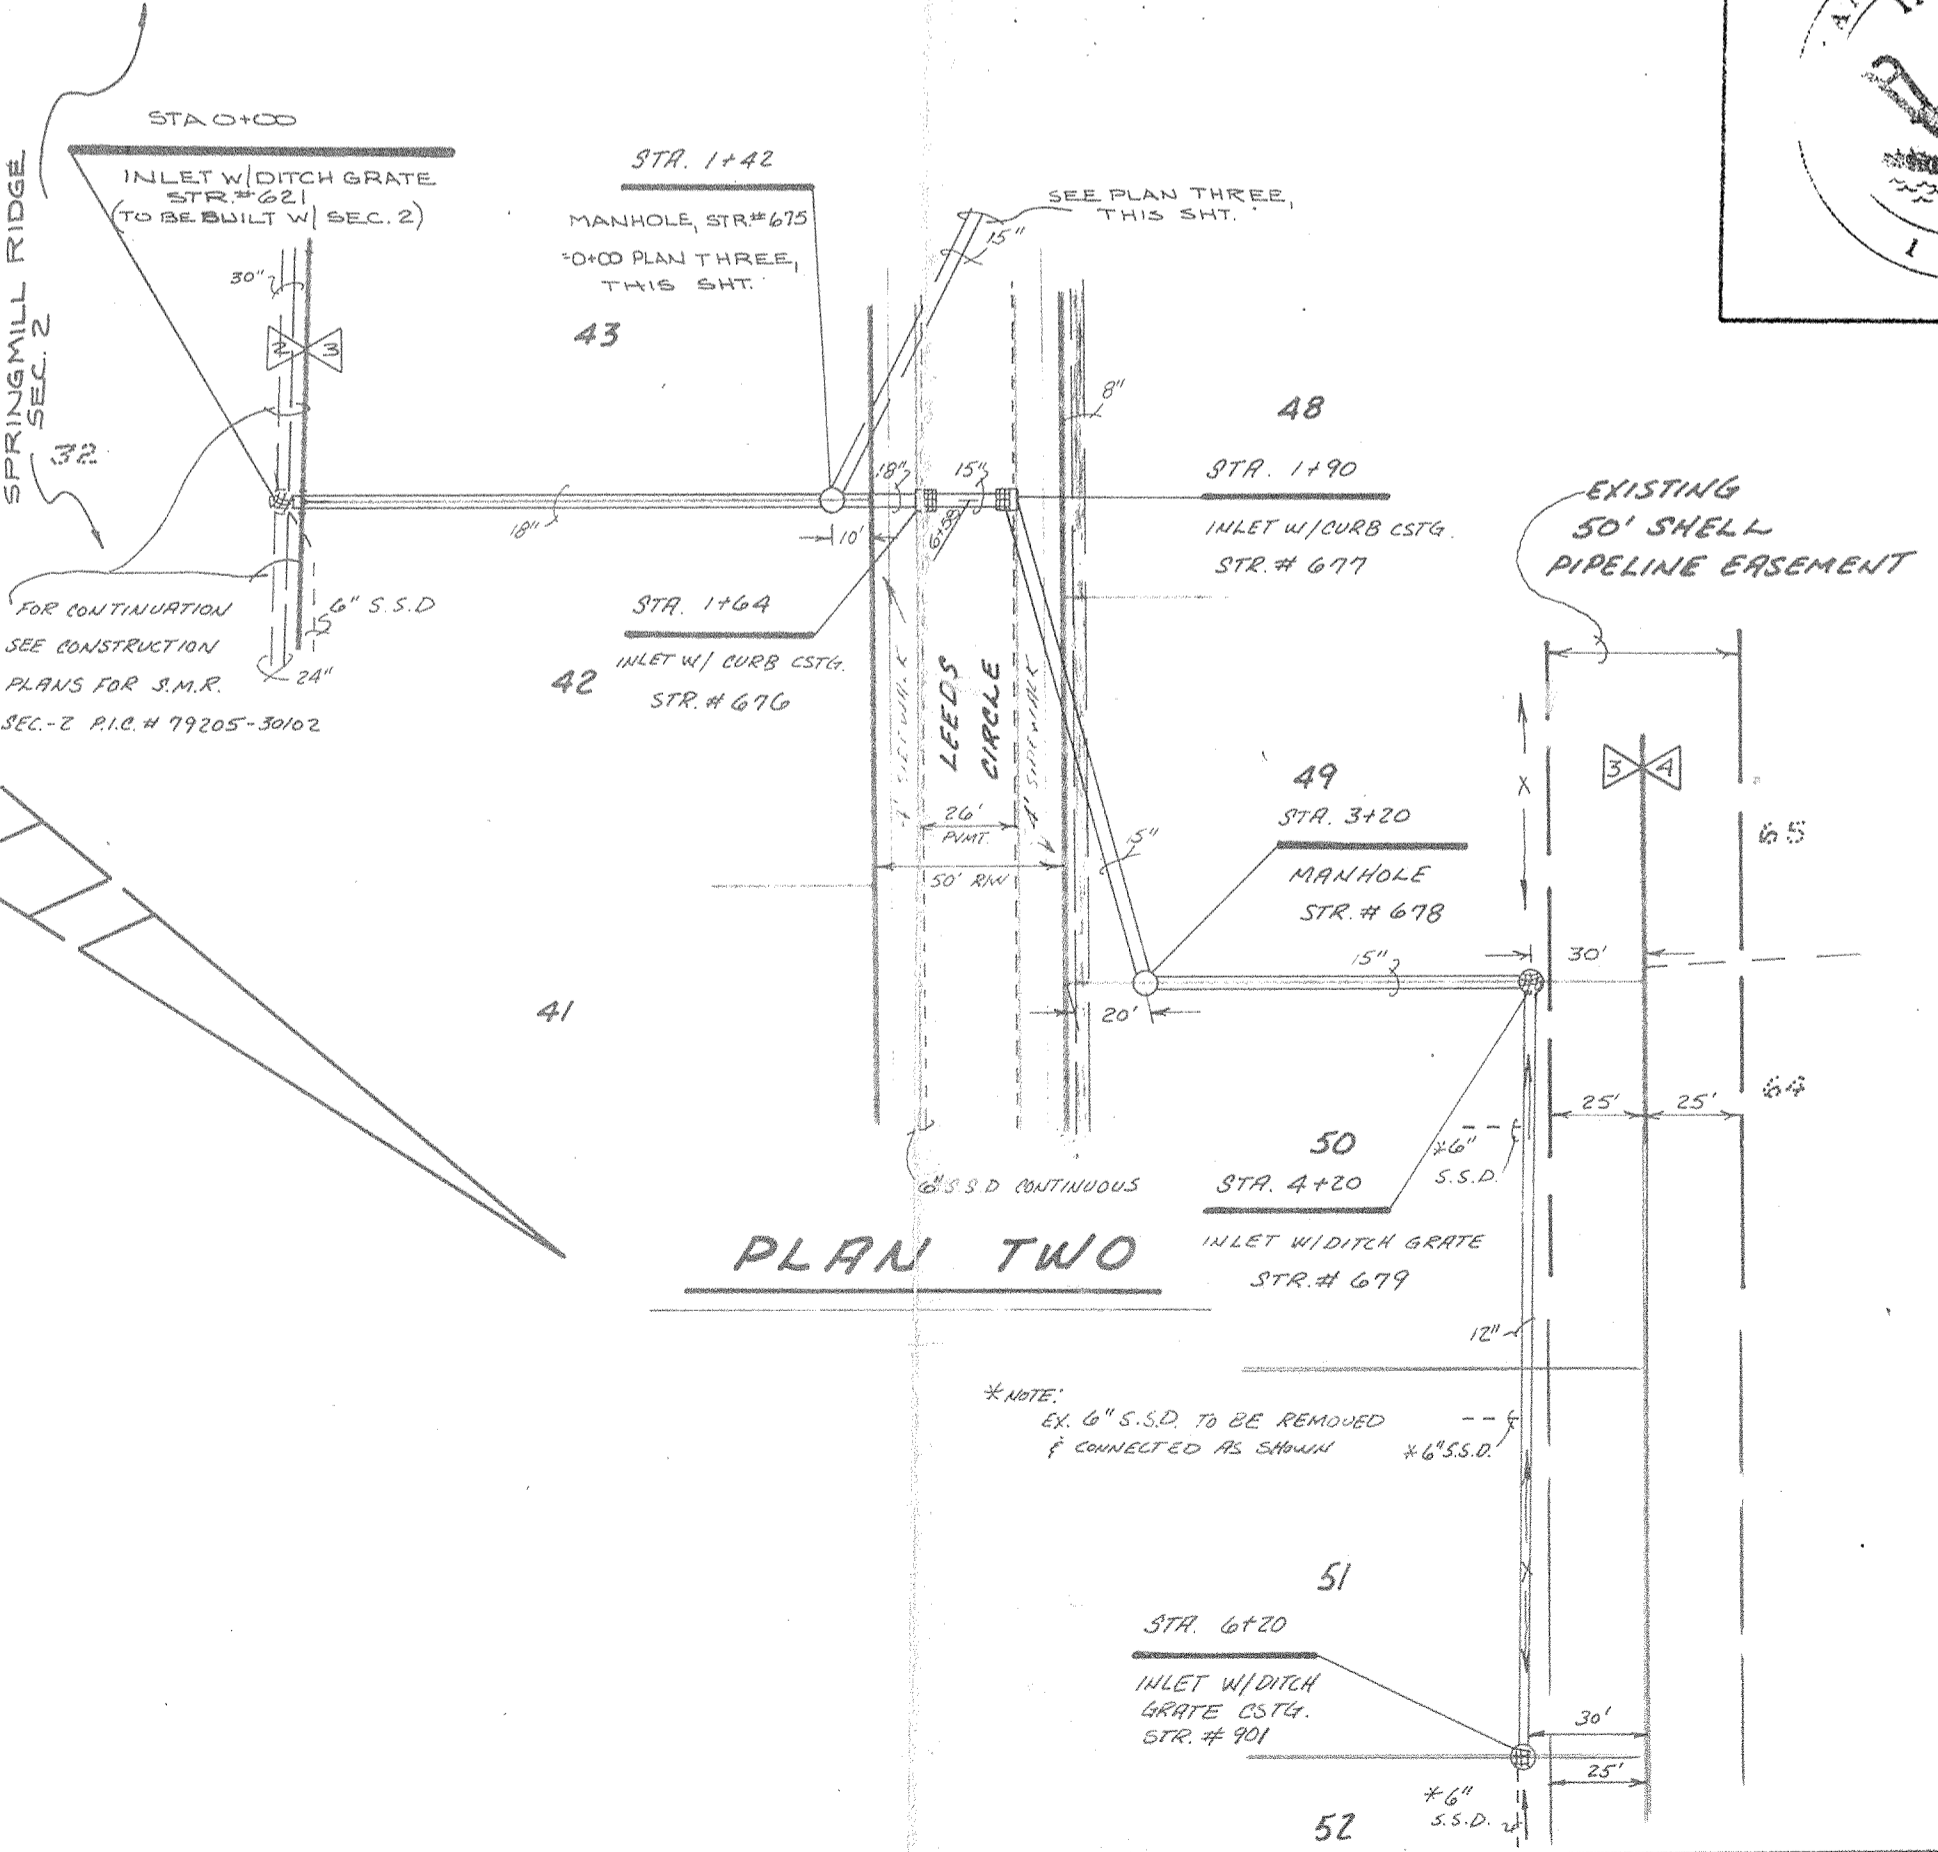 SPRINGMILL RIDGE
SEC. 2
STA 0+00
INLET W/DITCH GRATE
STR.#621
(TO BE BUILT W/ SEC. 2)
30"
2 3
32
FOR CONTINUATION
SEE CONSTRUCTION
PLANS FOR S.M.R.
SEC.-2 P.I.C.# 79205-30102
6" S.S.D
24"
STA. 1+42
MANHOLE, STR.#675
=0+00 PLAN THREE,
THIS SHT.
43
SEE PLAN THREE,
THIS SHT.
15"
18"
10'
18"
15"
6+58
8"
48
STA. 1+90
INLET W/CURB CSTG.
STR.# 677
STA. 1+64
INLET W/ CURB CSTG.
STR.# 676
42
4' SIDEWALK
LEEDS
CIRCLE
4' SIDEWALK
26'
PVMT.
50' R/W
15"
EXISTING
50' SHELL
PIPELINE EASEMENT
3 4
65
49
STA. 3+20
MANHOLE
STR.# 678
15"
30'
20'
41
25' 25'
64
50
STA. 4+20
INLET W/DITCH GRATE
STR.# 679
*6"
S.S.D.
6" S.S.D CONTINUOUS
PLAN TWO
12"
*NOTE:
EX. 6" S.S.D. TO BE REMOVED
& CONNECTED AS SHOWN
*6"S.S.D.
51
STA. 6+20
INLET W/DITCH
GRATE CSTG.
STR.# 901
30'
25'
*6"
S.S.D.
52